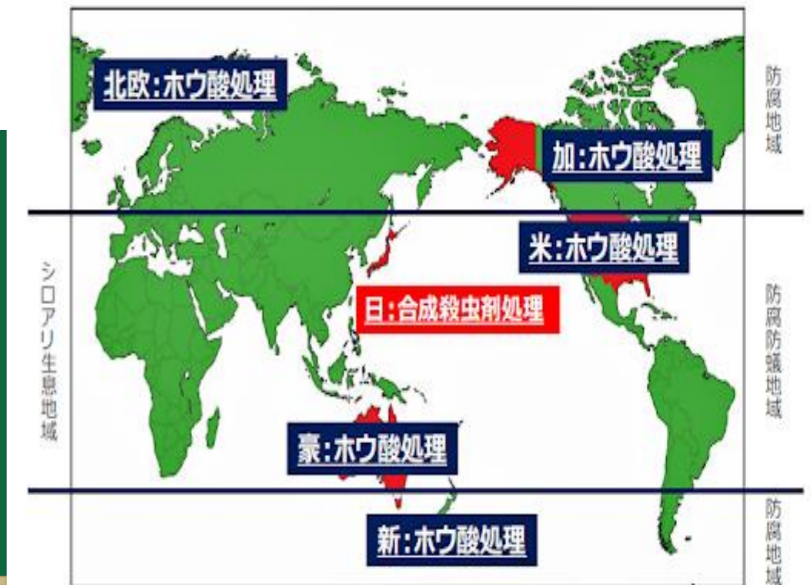 北欧:ホウ酸処理
加:ホウ酸処理
米:ホウ酸処理
日:合成殺虫剤処理
豪:ホウ酸処理
新:ホウ酸処理
シロアリ生息地域
防腐地域
防腐防蟻地域
防腐地域